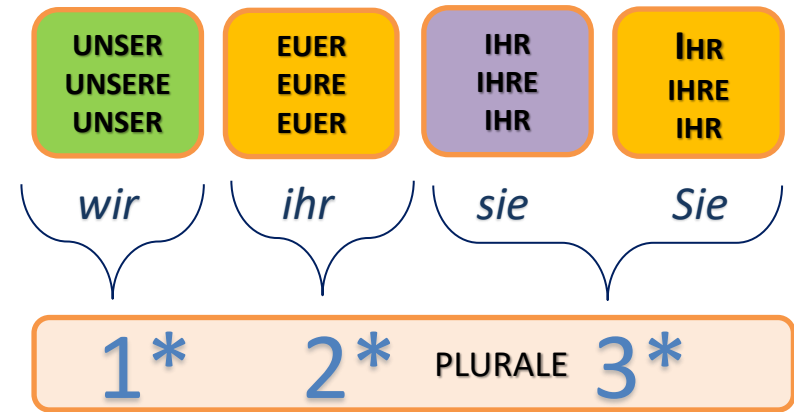 UNSER
UNSERE
UNSER
EUER
EURE
EUER
IHR
IHRE
IHR
IHR
IHRE
IHR
wir ihr sie Sie
1* 2* PLURALE 3*